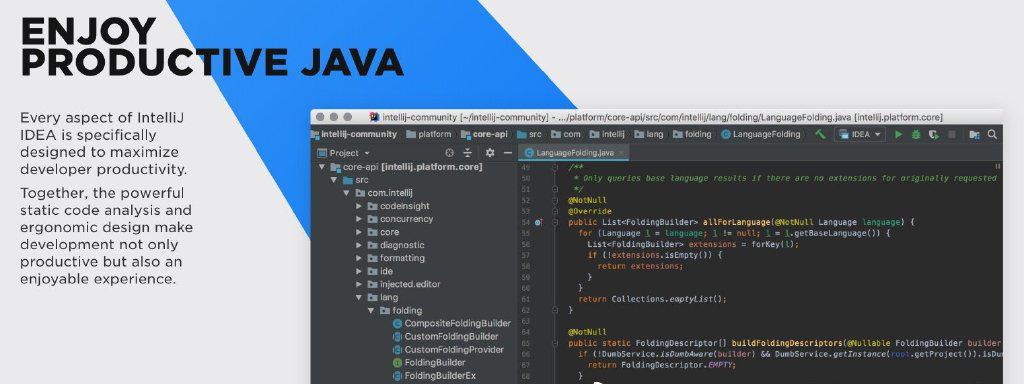 ENJOY
PRODUCTIVE JAVA
Every aspect of IntelliJ
IDEA is specifically
designed to maximize
developer productivity.
Together, the powerful
static code analysis and
ergonomic design make
development not only
productive but also an
enjoyable experience.
intellij-community [~/intellij-community] - .../platform/core-api/src/com/intellij/lang/folding/LanguageFolding.java [intellij.platform.core]
intellij-community platform core-api src com intellij lang folding LanguageFolding IDEA
Project
LanguageFolding.java
core-api [intellij.platform.core]
src
com.intellij
codeinsight
concurrency
core
diagnostic
formatting
ide
injected.editor
lang
folding
CompositeFoldingBuilder
CustomFoldingBuilder
CustomFoldingProvider
FoldingBuilder
FoldingBuilderEx
49 /**
50 * Only queries base language results if there are no extensions for originally requested
51 */
52 @NotNull
53 @Override
54 public List<FoldingBuilder> allForLanguage(@NotNull Language language) {
55 for (Language l = language; l != null; l = l.getBaseLanguage()) {
56 List<FoldingBuilder> extensions = forKey(l);
57 if (!extensions.isEmpty()) {
58 return extensions;
59 }
60 }
61 return Collections.emptyList();
62 }
63
64 @NotNull
65 public static FoldingDescriptor[] buildFoldingDescriptors(@Nullable FoldingBuilder builder
66 if (!DumbService.isDumbAware(builder) && DumbService.getInstance(root.getProject()).isDu
67 return FoldingDescriptor.EMPTY;
68 }